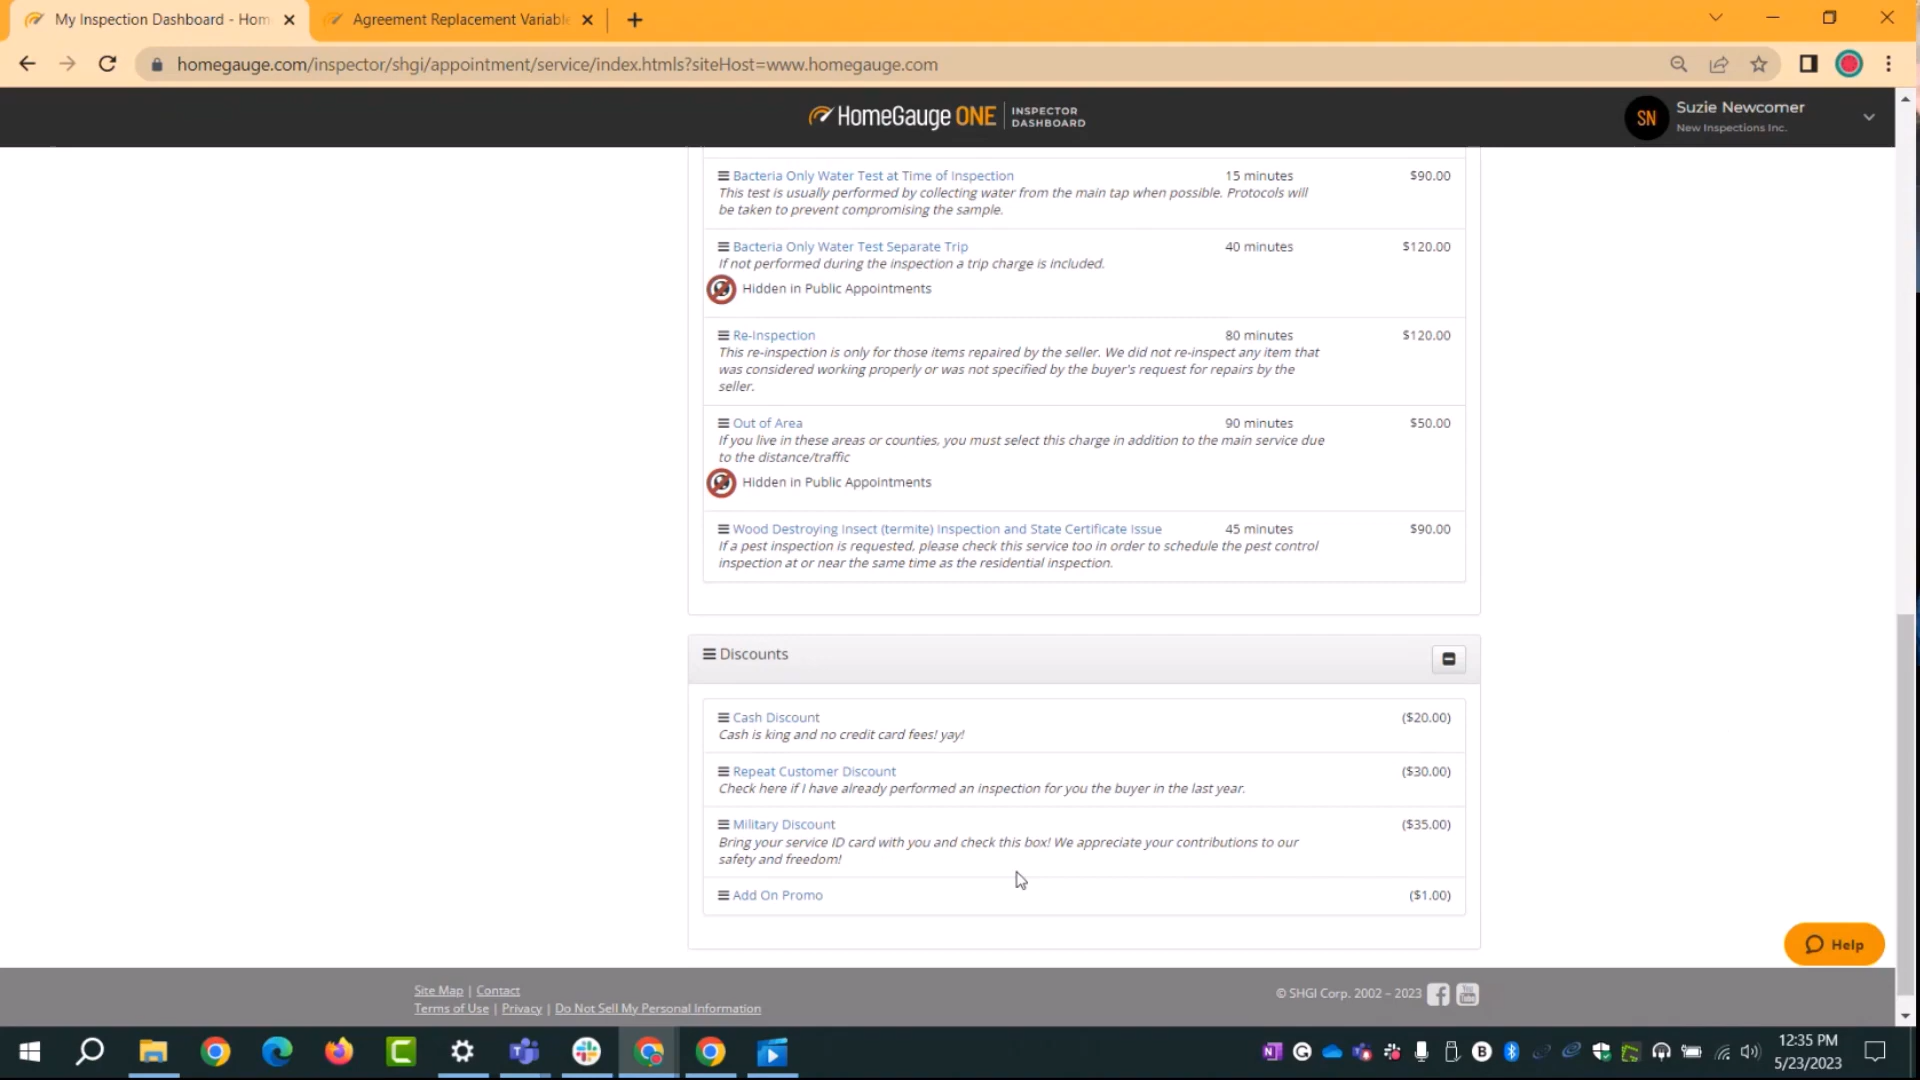 My Inspection Dashboard - Hom
Agreement Replacement Variable
homegauge.com/inspector/shgi/appointment/service/index.htmls?siteHost=www.homegauge.com
HomeGauge ONE
INSPECTOR
DASHBOARD
SN
Suzie Newcomer
New Inspections Inc.
Bacteria Only Water Test at Time of Inspection 15 minutes $90.00
This test is usually performed by collecting water from the main tap when possible. Protocols will
be taken to prevent compromising the sample.
Bacteria Only Water Test Separate Trip 40 minutes $120.00
If not performed during the inspection a trip charge is included.
Hidden in Public Appointments
Re-Inspection 80 minutes $120.00
This re-inspection is only for those items repaired by the seller. We did not re-inspect any item that
was considered working properly or was not specified by the buyer's request for repairs by the
seller.
Out of Area 90 minutes $50.00
If you live in these areas or counties, you must select this charge in addition to the main service due
to the distance/traffic
Hidden in Public Appointments
Wood Destroying Insect (termite) Inspection and State Certificate Issue 45 minutes $90.00
If a pest inspection is requested, please check this service too in order to schedule the pest control
inspection at or near the same time as the residential inspection.
Discounts
Cash Discount ($20.00)
Cash is king and no credit card fees! yay!
Repeat Customer Discount ($30.00)
Check here if I have already performed an inspection for you the buyer in the last year.
Military Discount ($35.00)
Bring your service ID card with you and check this box! We appreciate your contributions to our
safety and freedom!
Add On Promo ($1.00)
Help
Site Map | Contact
Terms of Use | Privacy | Do Not Sell My Personal Information
© SHGI Corp. 2002 – 2023
12:35 PM
5/23/2023